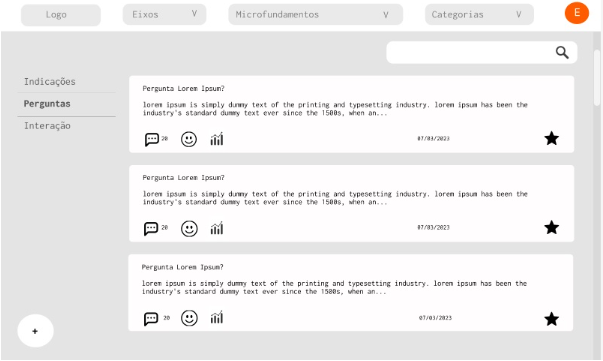 Logo
Eixos V
Microfundamentos V
Categorias V
E
Indicações
Perguntas
Interação
Pergunta Lorem Ipsum?
lorem ipsum is simply dummy text of the printing and typesetting industry. lorem ipsum has been the
industry's standard dummy text ever since the 1500s, when an...
20
07/03/2023
Pergunta Lorem Ipsum?
lorem ipsum is simply dummy text of the printing and typesetting industry. lorem ipsum has been the
industry's standard dummy text ever since the 1500s, when an...
20
07/03/2023
Pergunta Lorem Ipsum?
lorem ipsum is simply dummy text of the printing and typesetting industry. lorem ipsum has been the
industry's standard dummy text ever since the 1500s, when an...
20
07/03/2023
+